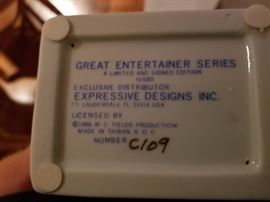 GREAT ENTERTAINER SERIES
A LIMITED AND SIGNED EDITION
EXCLUSIVE DISTRIBUTOR
EXPRESSIVE DESIGNS INC.
FT. LAUDERDALE, FL 33314 USA
LICENSED BY
©1986 W. C. FIELDS PRODUCTION
MADE IN TAIWAN, R.O.C.
NUMBER C109